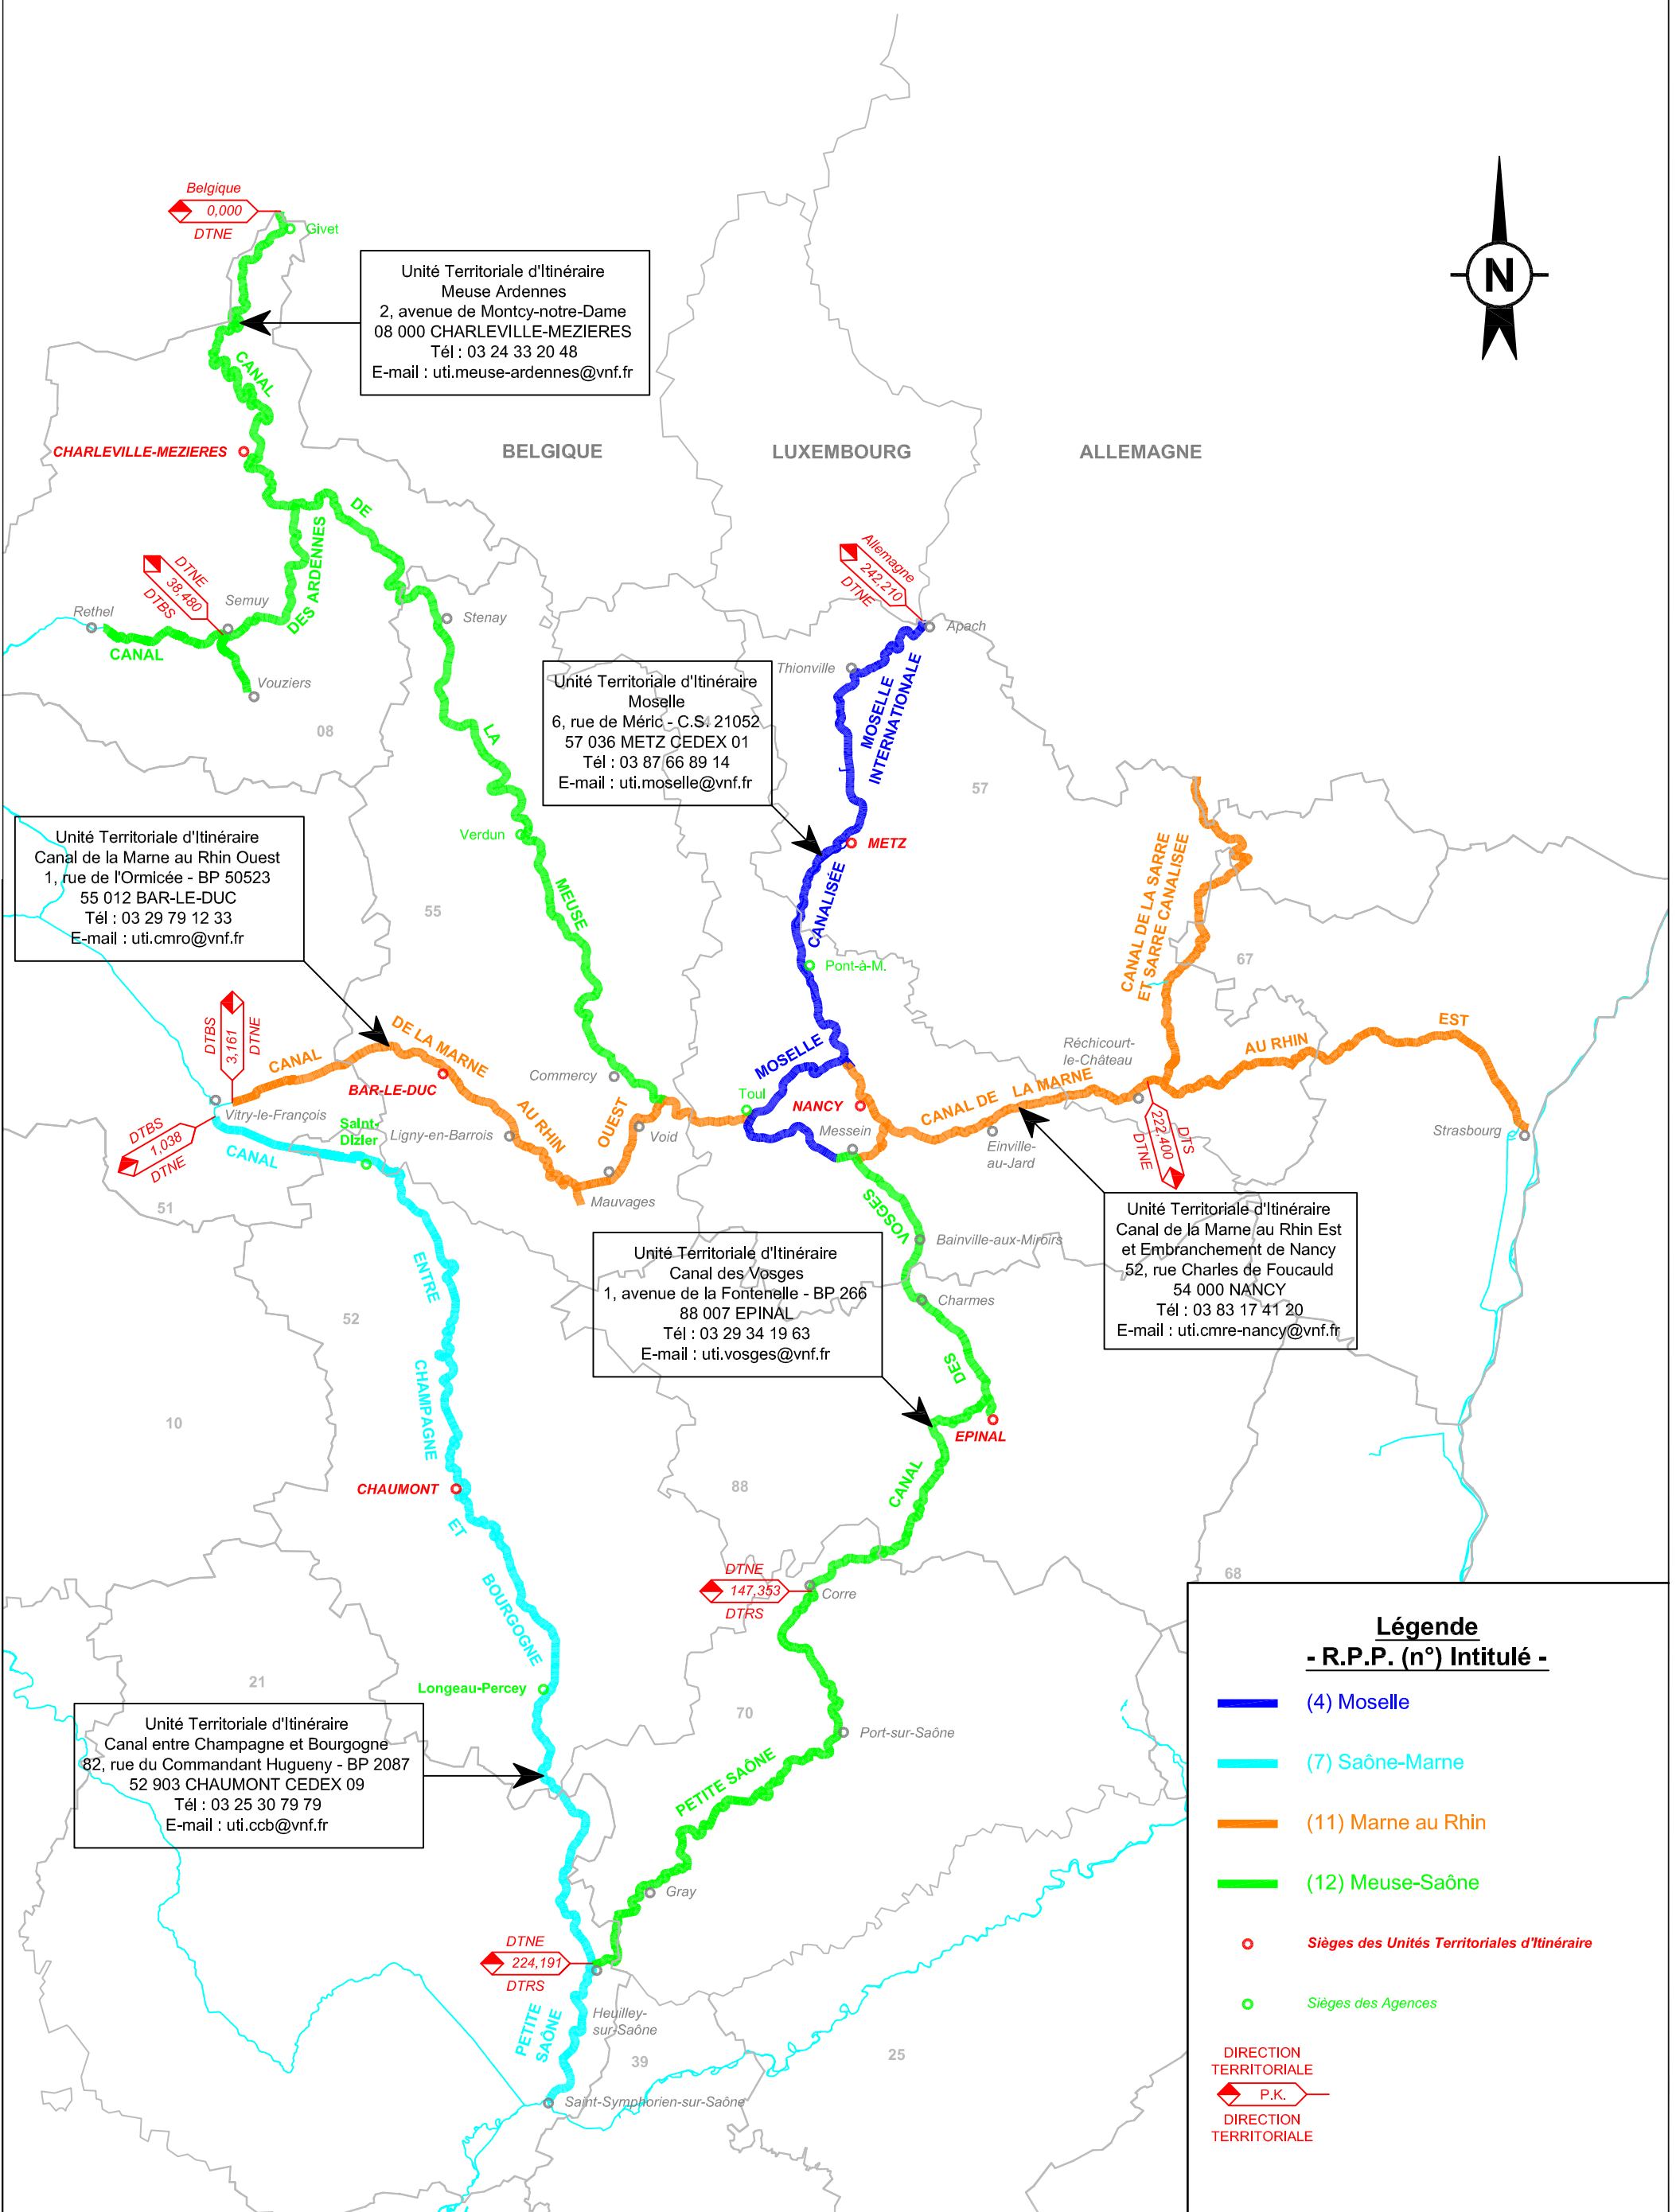 Belgique
0,000
DTNE
Givet
Unité Territoriale d'Itinéraire
Meuse Ardennes
2, avenue de Montcy-notre-Dame
08 000 CHARLEVILLE-MEZIERES
Tél : 03 24 33 20 48
E-mail : uti.meuse-ardennes@vnf.fr
N
CANAL
CHARLEVILLE-MEZIERES
BELGIQUE
LUXEMBOURG
ALLEMAGNE
DE
DES ARDENNES
DTNE
38,480
DTBS
Semuy
Rethel
CANAL
Vouziers
Stenay
08
LA
Allemagne
242,210
DTNE
Apach
Thionville
MOSELLE
INTERNATIONALE
Unité Territoriale d'Itinéraire
Moselle
6, rue de Méric - C.S. 21052
57 036 METZ CEDEX 01
Tél : 03 87 66 89 14
E-mail : uti.moselle@vnf.fr
57
Verdun
METZ
Unité Territoriale d'Itinéraire
Canal de la Marne au Rhin Ouest
1, rue de l'Ormicée - BP 50523
55 012 BAR-LE-DUC
Tél : 03 29 79 12 33
E-mail : uti.cmro@vnf.fr
55
MEUSE
CANALISÉE
Pont-à-M.
CANAL DE LA SARRE
ET SARRE CANALISEE
67
DTBS
3,161
DTNE
CANAL
DE LA MARNE
BAR-LE-DUC
Commercy
MOSELLE
Toul
NANCY
Messein
CANAL DE LA MARNE
Réchicourt-
le-Château
AU RHIN
EST
Strasbourg
Vitry-le-François
DTBS
1,038
DTNE
Saint-
Dizier
CANAL
Ligny-en-Barrois
AU RHIN
OUEST
Void
Mauvages
Einville-
au-Jard
DTS
222,400
DTNE
51
VOSGES
Bainville-aux-Miroirs
Unité Territoriale d'Itinéraire
Canal de la Marne au Rhin Est
et Embranchement de Nancy
52, rue Charles de Foucauld
54 000 NANCY
Tél : 03 83 17 41 20
E-mail : uti.cmre-nancy@vnf.fr
Unité Territoriale d'Itinéraire
Canal des Vosges
1, avenue de la Fontenelle - BP 266
88 007 EPINAL
Tél : 03 29 34 19 63
E-mail : uti.vosges@vnf.fr
ENTRE
52
Charmes
DES
CHAMPAGNE
10
EPINAL
CANAL
88
CHAUMONT
ET
BOURGOGNE
DTNE
147,353
DTRS
Corre
68
Longeau-Percey
21
70
Port-sur-Saône
Unité Territoriale d'Itinéraire
Canal entre Champagne et Bourgogne
82, rue du Commandant Hugueny - BP 2087
52 903 CHAUMONT CEDEX 09
Tél : 03 25 30 79 79
E-mail : uti.ccb@vnf.fr
PETITE SAÔNE
Gray
DTNE
224,191
DTRS
Heuilley-
sur-Saône
PETITE
SAÔNE
39
25
Saint-Symphorien-sur-Saône
Légende
- R.P.P. (n°) Intitulé -
(4) Moselle
(7) Saône-Marne
(11) Marne au Rhin
(12) Meuse-Saône
Sièges des Unités Territoriales d'Itinéraire
Sièges des Agences
DIRECTION
TERRITORIALE
P.K.
DIRECTION
TERRITORIALE